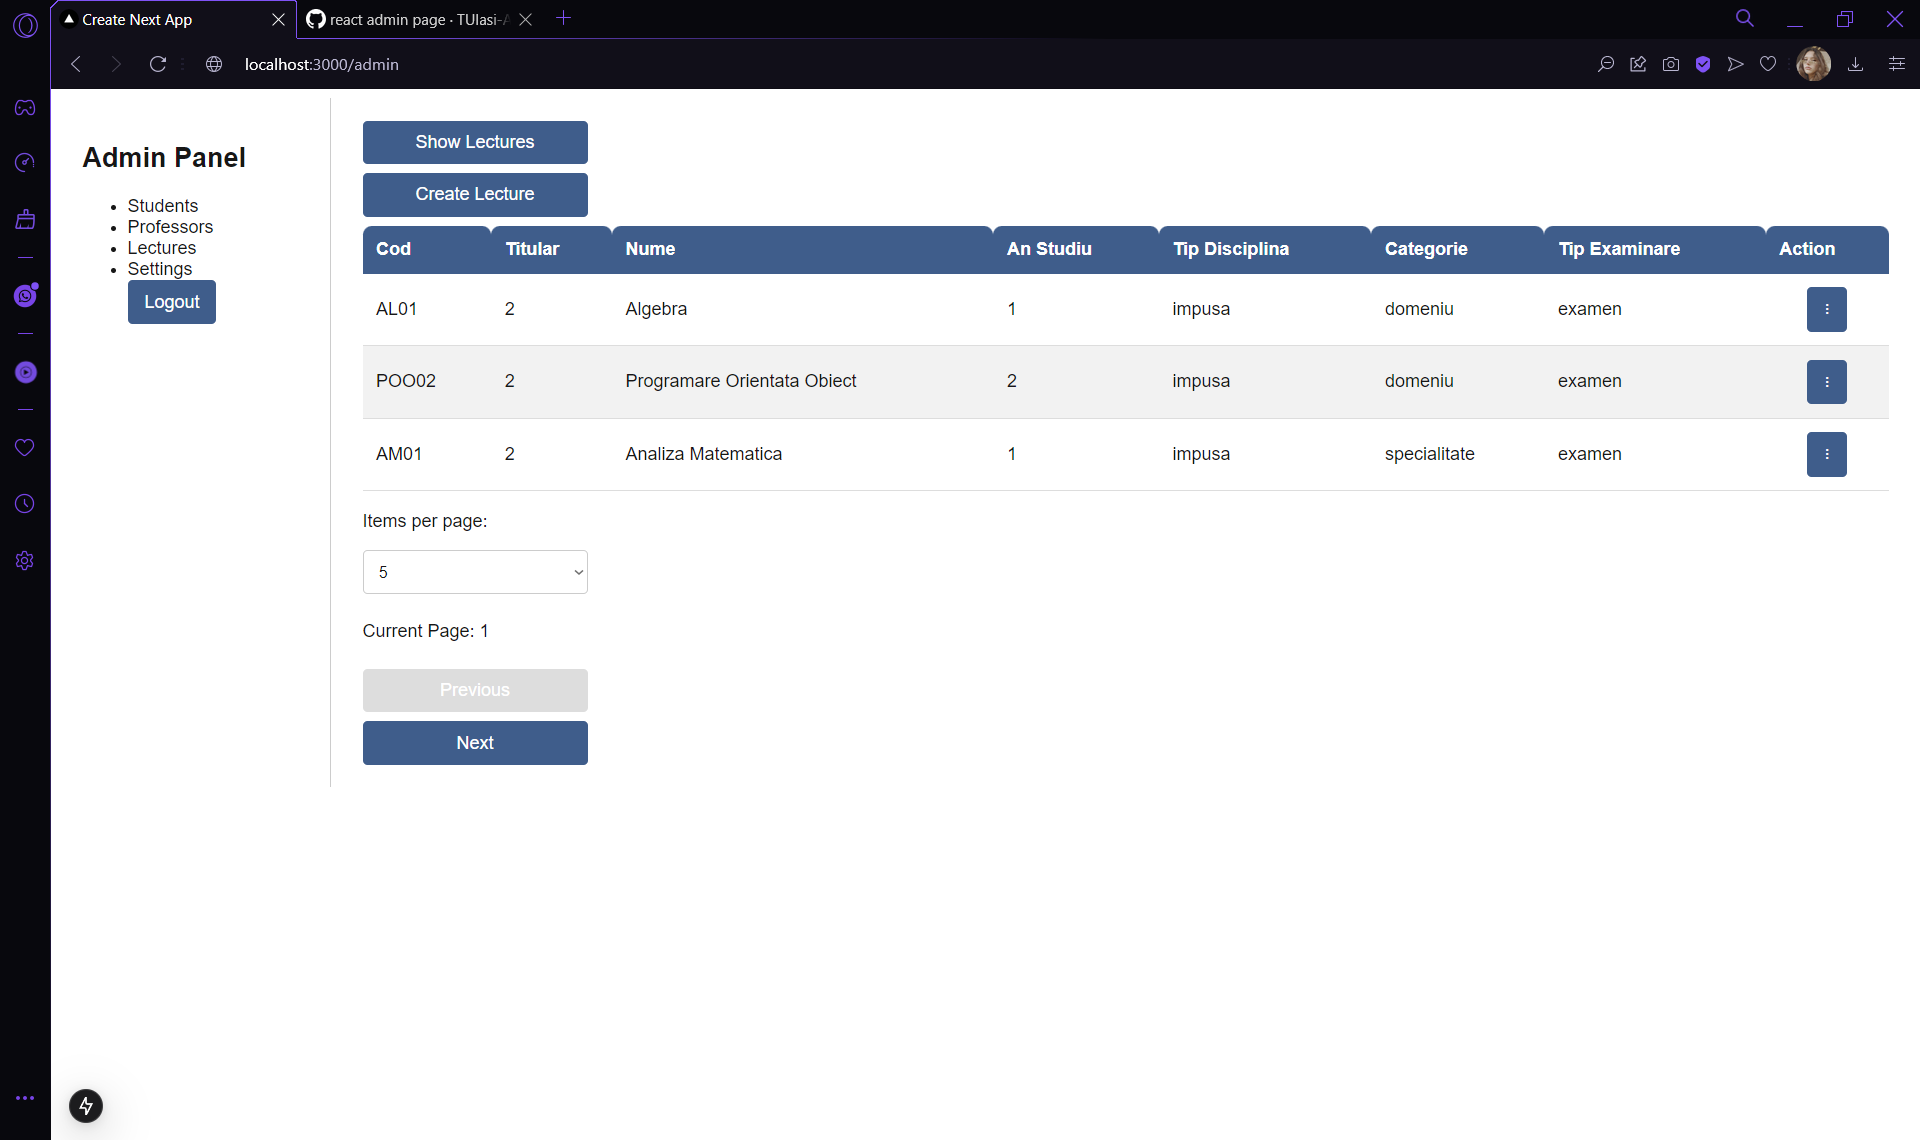 Create Next App
react admin page · TUIasi-A
localhost:3000/admin
Admin Panel
Students
Professors
Lectures
Settings
Logout
Show Lectures
Create Lecture
Cod Titular Nume An Studiu Tip Disciplina Categorie Tip Examinare Action
AL01 2 Algebra 1 impusa domeniu examen
POO02 2 Programare Orientata Obiect 2 impusa domeniu examen
AM01 2 Analiza Matematica 1 impusa specialitate examen
Items per page:
5
Current Page: 1
Previous
Next